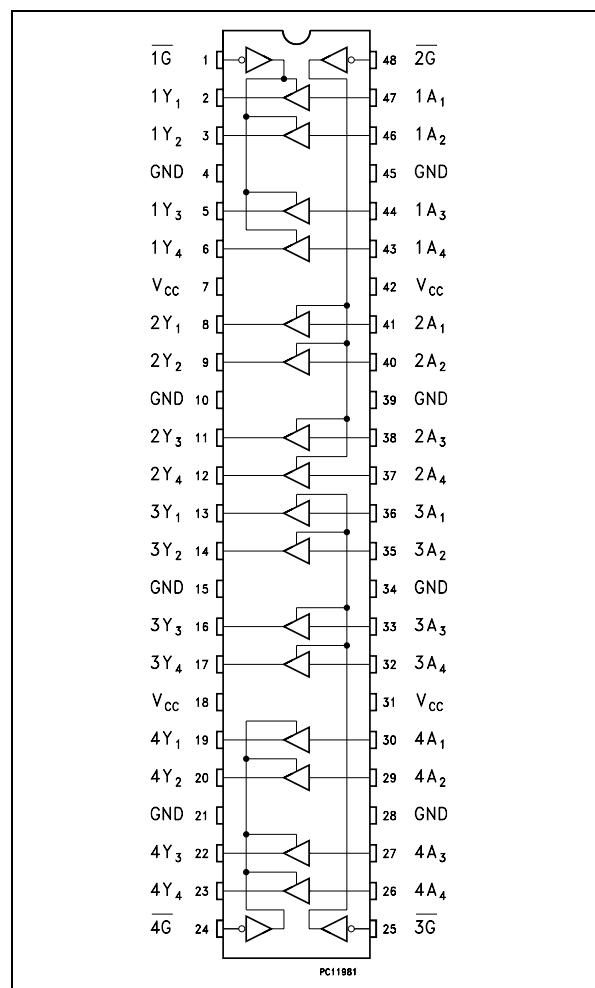 1G 1 48 2G
1Y1 2 47 1A1
1Y2 3 46 1A2
GND 4 45 GND
1Y3 5 44 1A3
1Y4 6 43 1A4
VCC 7 42 VCC
2Y1 8 41 2A1
2Y2 9 40 2A2
GND 10 39 GND
2Y3 11 38 2A3
2Y4 12 37 2A4
3Y1 13 36 3A1
3Y2 14 35 3A2
GND 15 34 GND
3Y3 16 33 3A3
3Y4 17 32 3A4
VCC 18 31 VCC
4Y1 19 30 4A1
4Y2 20 29 4A2
GND 21 28 GND
4Y3 22 27 4A3
4Y4 23 26 4A4
4G 24 25 3G
PC11981